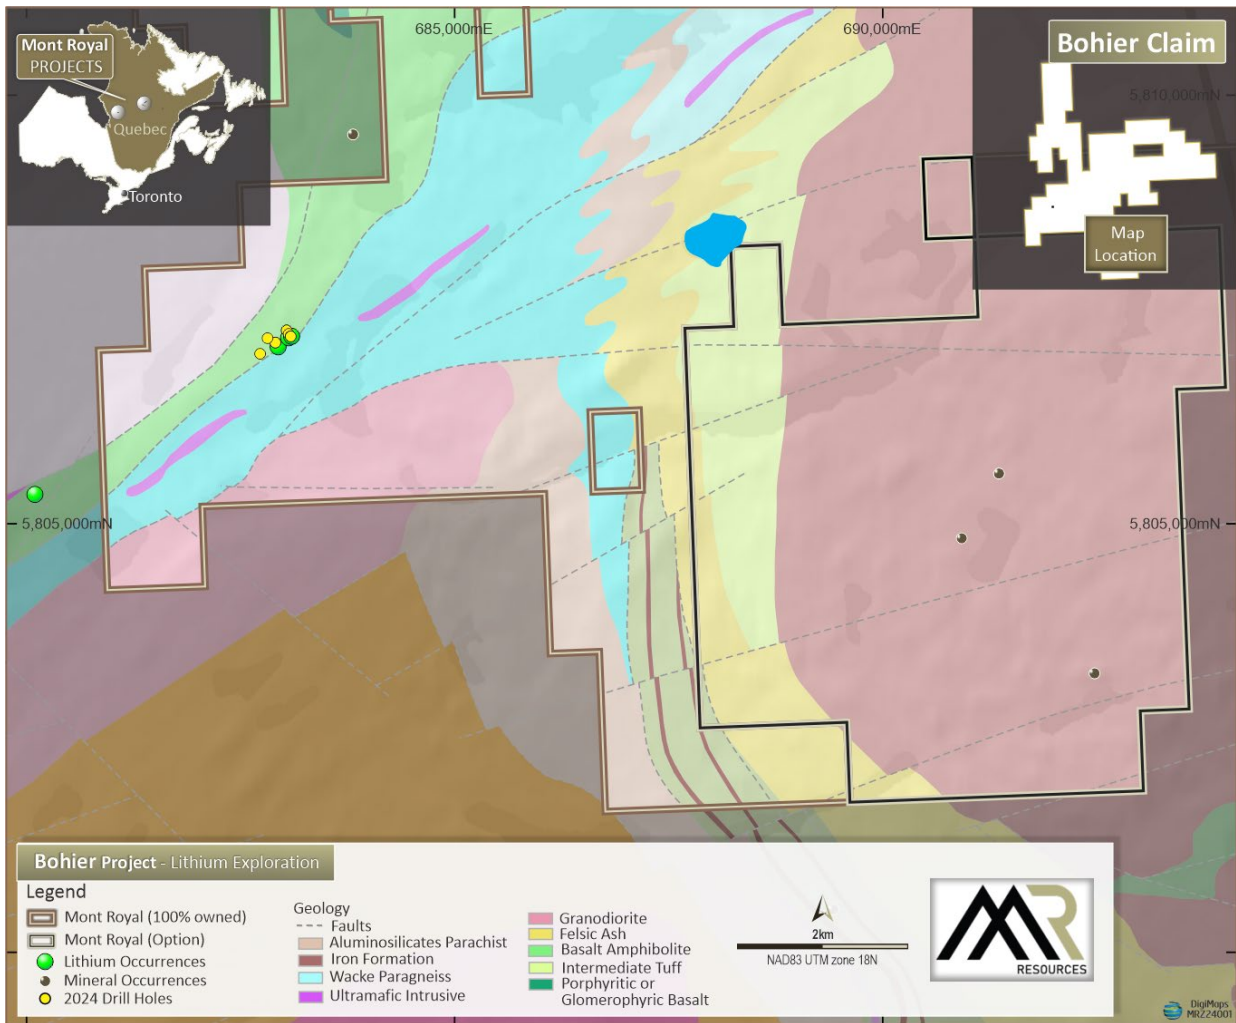 685,000mE
690,000mE
Mont Royal
PROJECTS
Quebec
Toronto
Bohier Claim
5,810,000mN
Map
Location
5,805,000mN
5,805,000mN
Bohier Project - Lithium Exploration
Legend
Mont Royal (100% owned)
Mont Royal (Option)
Lithium Occurrences
Mineral Occurrences
2024 Drill Holes
Geology
Faults
Aluminosilicates Parachist
Iron Formation
Wacke Paragneiss
Ultramafic Intrusive
Granodiorite
Felsic Ash
Basalt Amphibolite
Intermediate Tuff
Porphyritic or
Glomerophyric Basalt
2km
NAD83 UTM zone 18N
MR
RESOURCES
DigiMaps
MRZ24001